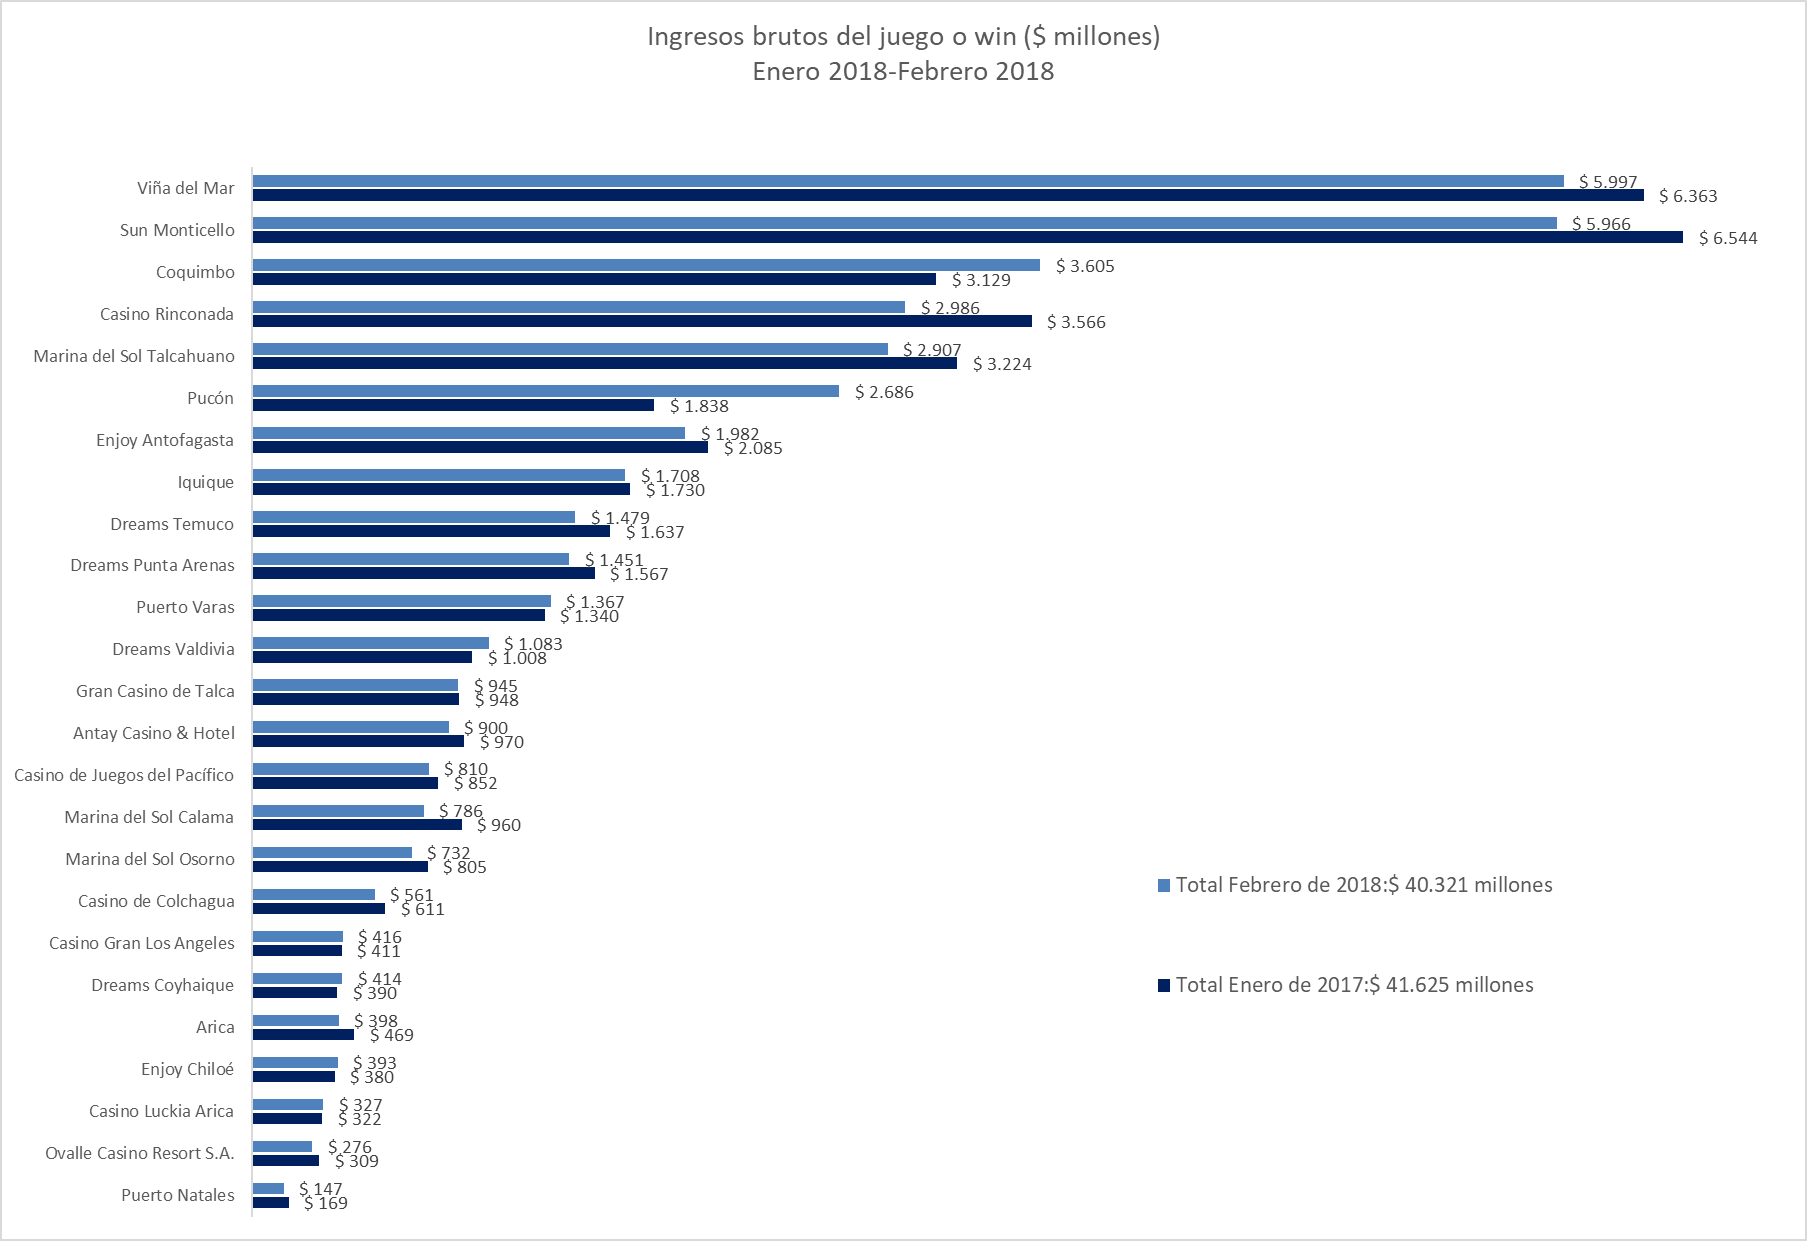 Ingresos brutos del juego o win ($ millones)
Enero 2018-Febrero 2018
Viña del Mar
$ 5.997
$ 6.363
Sun Monticello
$ 5.966
$ 6.544
Coquimbo
$ 3.605
$ 3.129
Casino Rinconada
$ 2.986
$ 3.566
Marina del Sol Talcahuano
$ 2.907
$ 3.224
Pucón
$ 2.686
$ 1.838
Enjoy Antofagasta
$ 1.982
$ 2.085
Iquique
$ 1.708
$ 1.730
Dreams Temuco
$ 1.479
$ 1.637
Dreams Punta Arenas
$ 1.451
$ 1.567
Puerto Varas
$ 1.367
$ 1.340
Dreams Valdivia
$ 1.083
$ 1.008
Gran Casino de Talca
$ 945
$ 948
Antay Casino & Hotel
$ 900
$ 970
Casino de Juegos del Pacífico
$ 810
$ 852
Marina del Sol Calama
$ 786
$ 960
Marina del Sol Osorno
$ 732
$ 805
Casino de Colchagua
$ 561
$ 611
Casino Gran Los Angeles
$ 416
$ 411
Dreams Coyhaique
$ 414
$ 390
Arica
$ 398
$ 469
Enjoy Chiloé
$ 393
$ 380
Casino Luckia Arica
$ 327
$ 322
Ovalle Casino Resort S.A.
$ 276
$ 309
Puerto Natales
$ 147
$ 169
Total Febrero de 2018:$ 40.321 millones
Total Enero de 2017:$ 41.625 millones